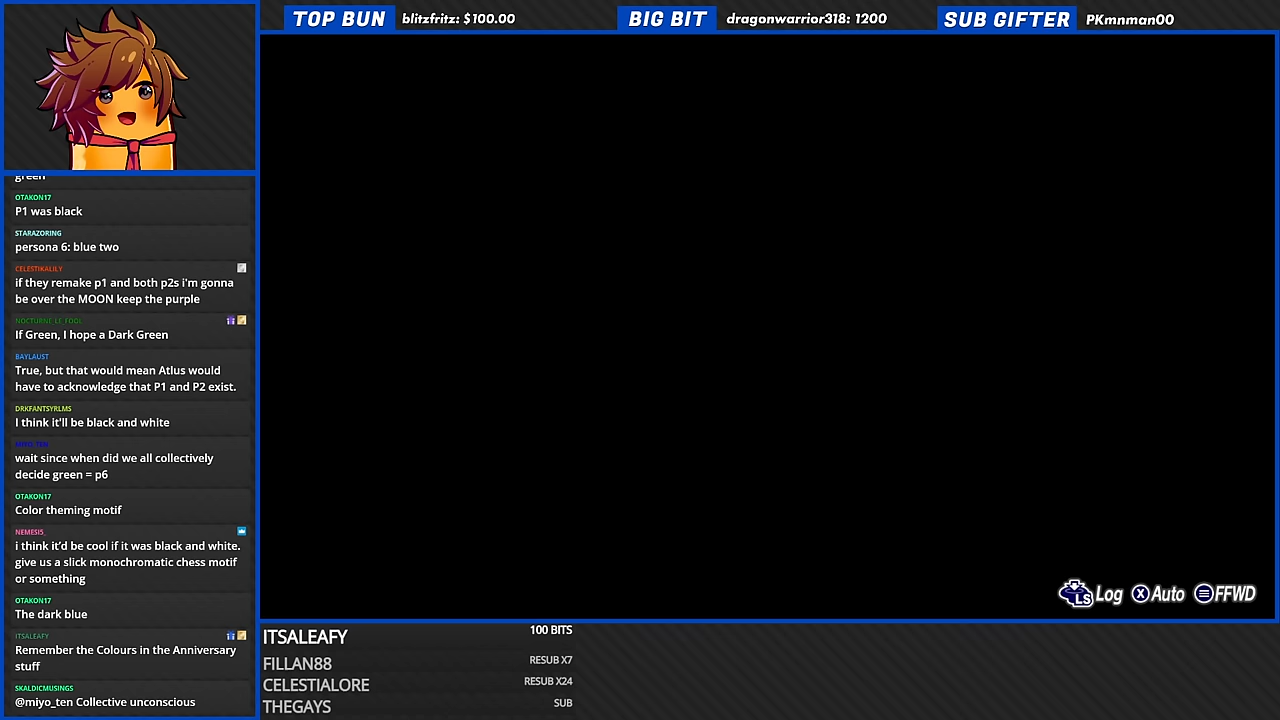 TOP BUN blitzfritz: $100.00 BIG BIT dragonwarrior318: 1200 SUB GIFTER PKmnman00
green
OTAKON17
P1 was black
STARAZORING
persona 6: blue two
CELESTIKALILY
if they remake p1 and both p2s i'm gonna
be over the MOON keep the purple
NOCTURNE_LE_FOOL
If Green, I hope a Dark Green
BAYLAUST
True, but that would mean Atlus would
have to acknowledge that P1 and P2 exist.
DRKFANTSYRLMS
I think it'll be black and white
MIYO_TEN
wait since when did we all collectively
decide green = p6
OTAKON17
Color theming motif
NEMESIS_
i think it'd be cool if it was black and white.
give us a slick monochromatic chess motif
or something
OTAKON17
The dark blue
ITSALEAFY
Remember the Colours in the Anniversary
stuff
SKALDICMUSINGS
@miyo_ten Collective unconscious
LS Log X Auto FFWD
ITSALEAFY 100 BITS
FILLAN88 RESUB X7
CELESTIALORE RESUB X24
THEGAYS SUB